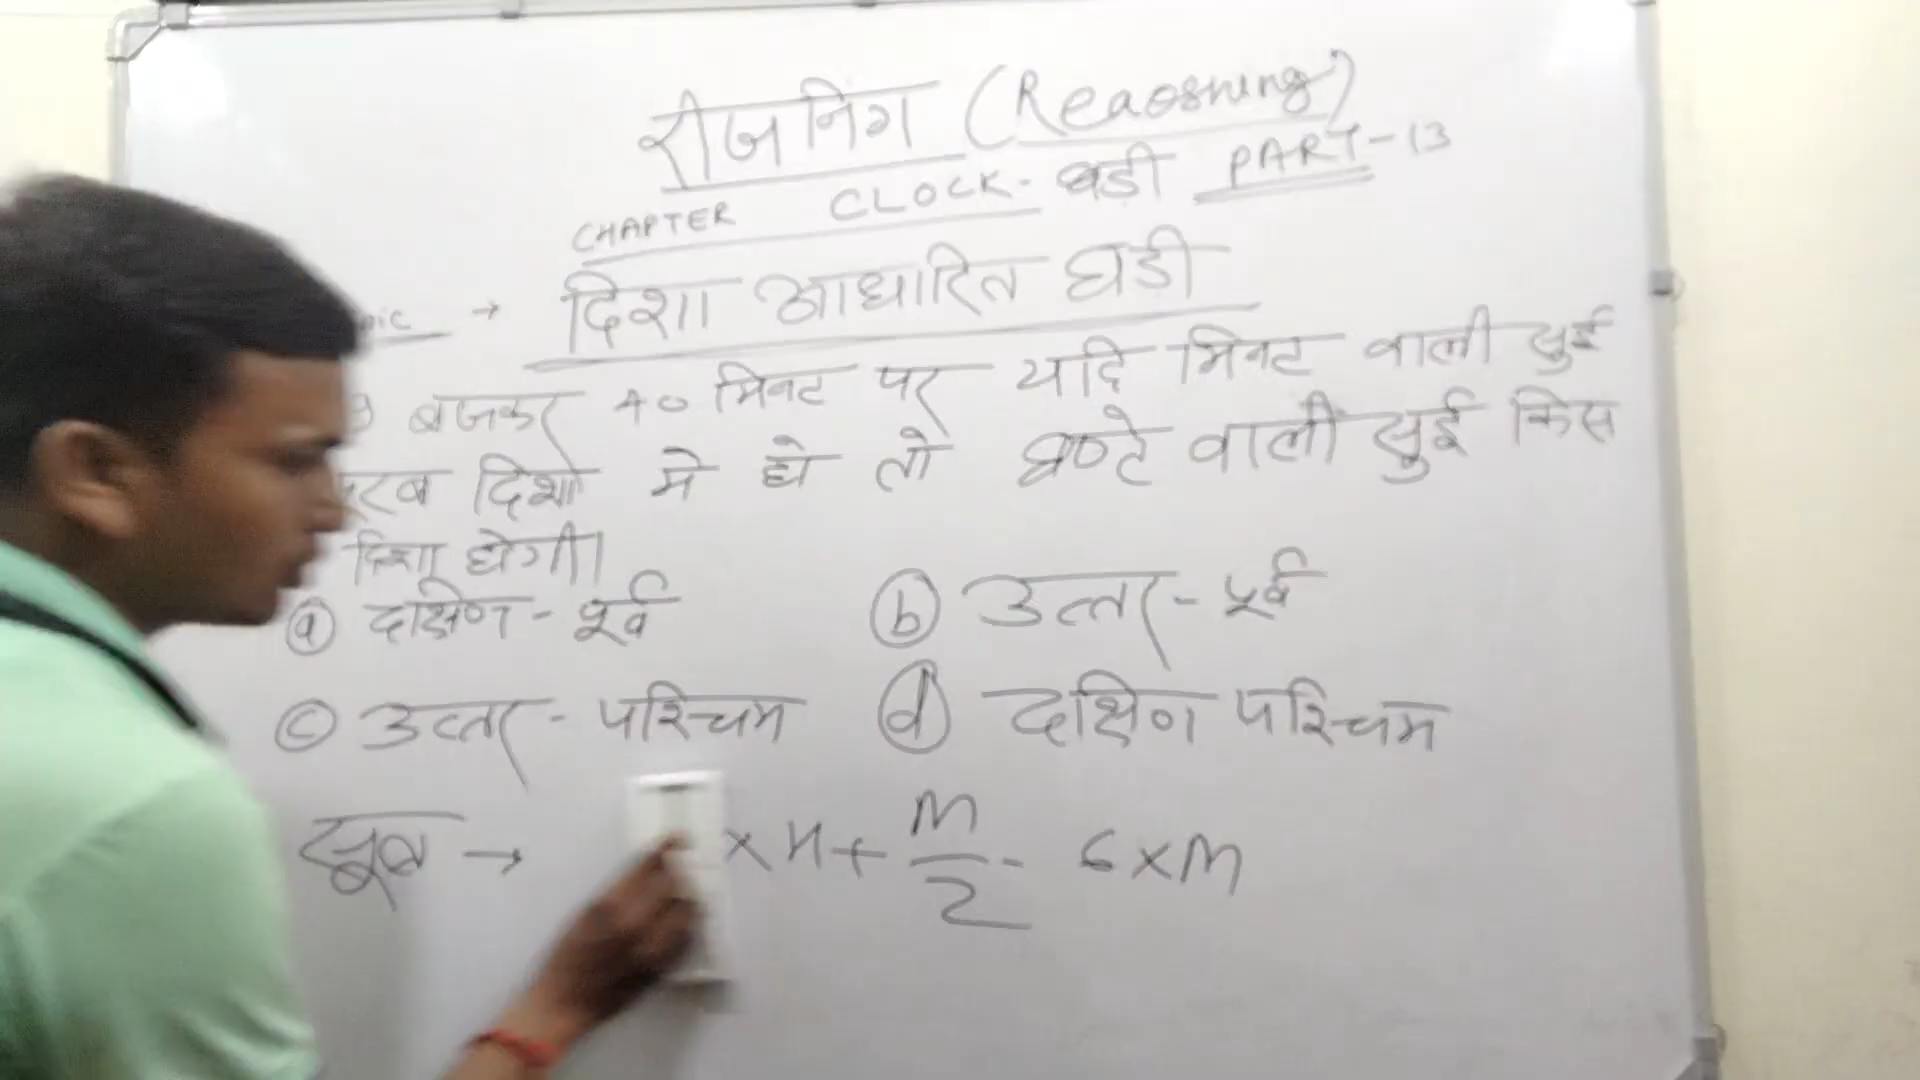 रीजनिंग (Reaosning)
CHAPTER CLOCK- घड़ी PART-13
→ दिशा आधारित घडी
बजकर 40 मिनट पर यदि मिनट वाली सुई
दिशा मे हो तो घण्टे वाली सुई किस
दिशा होगी।
(a) दक्षिण - पूर्व (b) उत्तर - पूर्व
(c) उत्तर - पश्चिम (d) दक्षिण पश्चिम
सूत्र → × H + M/2 - 6 × M